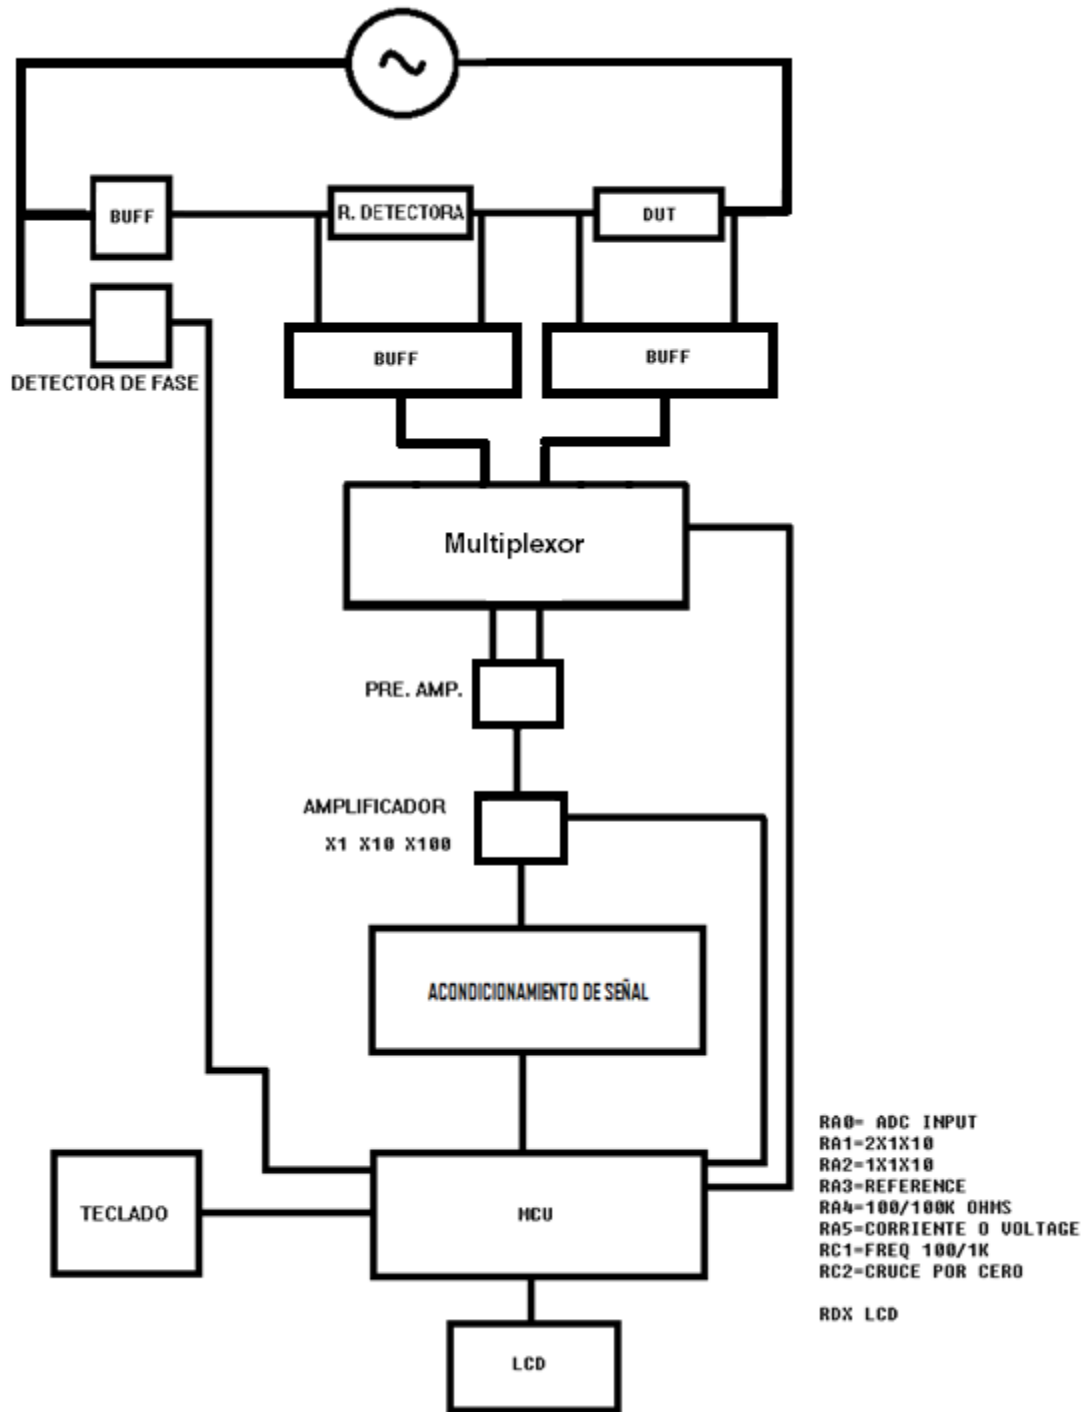 BUFF
R. DETECTORA
DUT
DETECTOR DE FASE
BUFF
BUFF
Multiplexor
PRE. AMP.
AMPLIFICADOR
X1 X10 X100
ACONDICIONAMIENTO DE SEÑAL
TECLADO
MCU
LCD
RA0= ADC INPUT
RA1=2X1X10
RA2=1X1X10
RA3=REFERENCE
RA4=100/100K OHMS
RA5=CORRIENTE O VOLTAGE
RC1=FREQ 100/1K
RC2=CRUCE POR CERO
RDX LCD